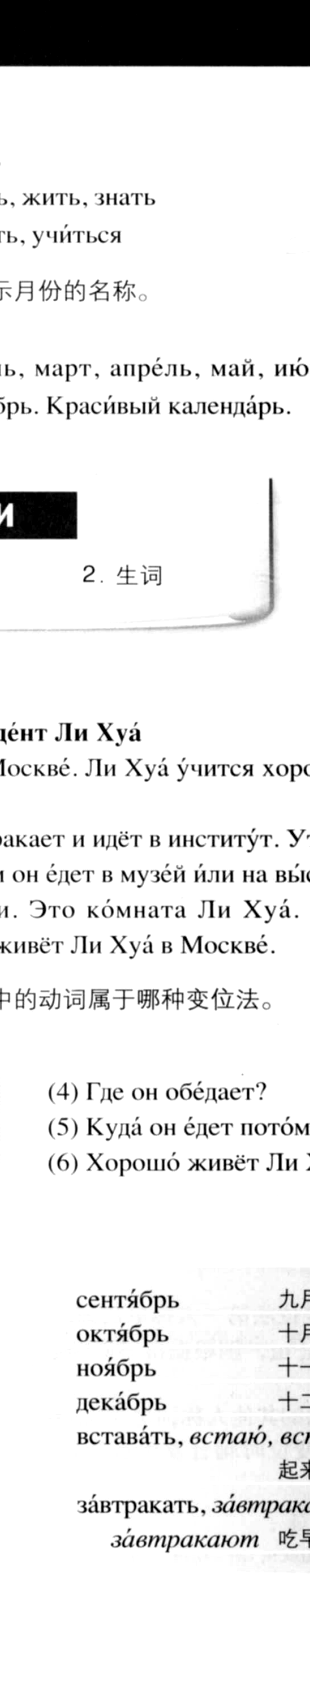 ь, жить, знать
ть, учи́ться
示月份的名称。
ль, март, апре́ль, май, ию́
брь. Краси́вый календа́рь.
И
2. 生词
де́нт Ли Хуа́
Москве́. Ли Хуа́ у́чится хоро
ракает и идёт в институ́т. Ут
и он е́дет в музе́й и́ли на вы́с
и. Это ко́мната Ли Хуа́.
живёт Ли Хуа́ в Москве́.
中的动词属于哪种变位法。
(4) Где он обе́дает?
(5) Куда́ он е́дет пото́м
(6) Хорошо́ живёт Ли
сентя́брь 九月
октя́брь 十月
ноя́брь 十一
дека́брь 十二
встава́ть, встаю́, вст
起来
за́втракать, за́втрака
за́втракают 吃早